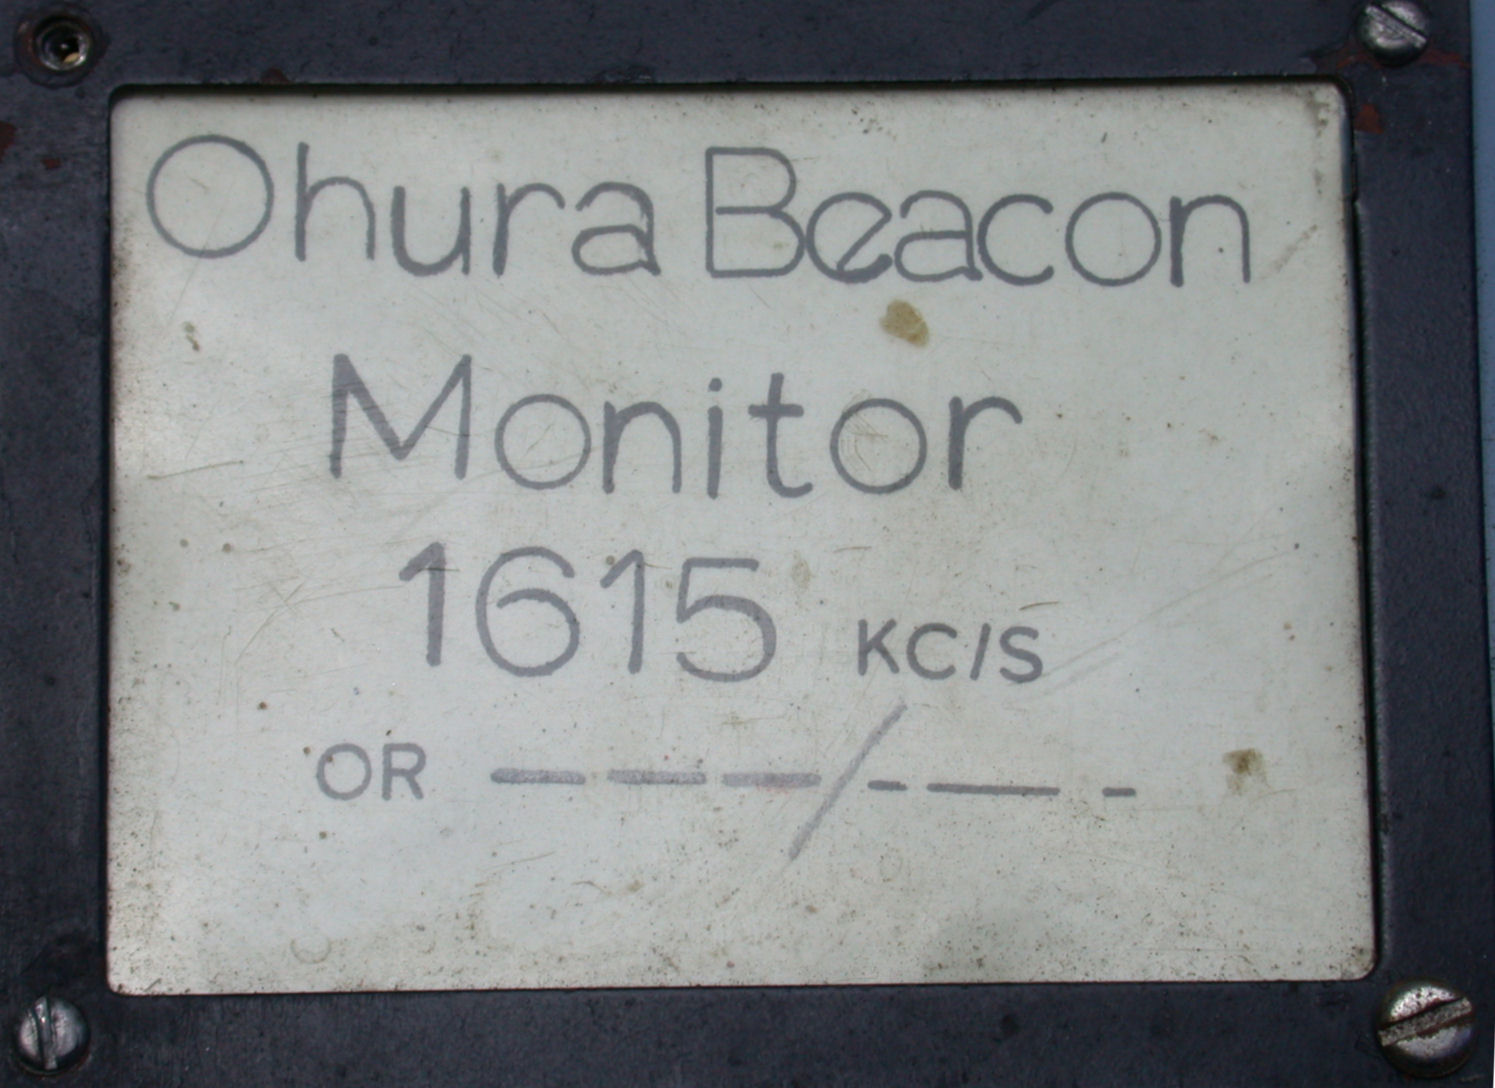 Ohura Beacon
Monitor
1615 KC/S
OR — — — / - — -